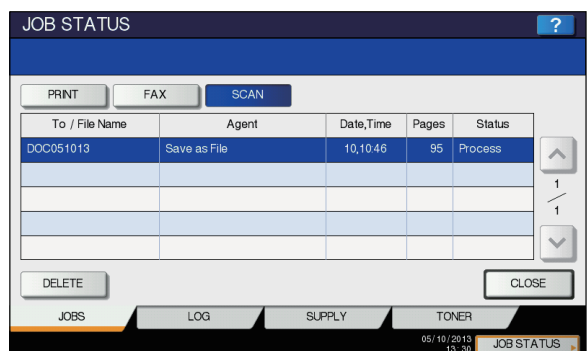 JOB STATUS ?
PRINT FAX SCAN
To / File Name Agent Date,Time Pages Status
DOC051013 Save as File 10,10:46 95 Process
1
1
DELETE CLOSE
JOBS LOG SUPPLY TONER
05/10/2013
13:30 JOB STATUS